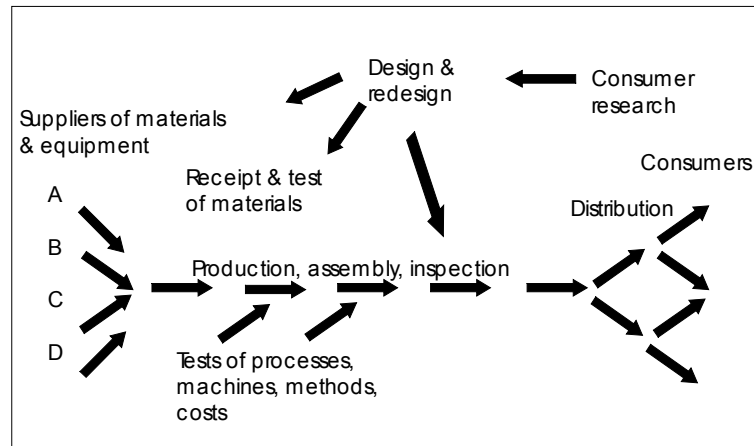 Design &
redesign
Consumer
research
Suppliers of materials
& equipment
Receipt & test
of materials
Consumers
Distribution
A
B
C
D
Production, assembly, inspection
Tests of processes,
machines, methods,
costs